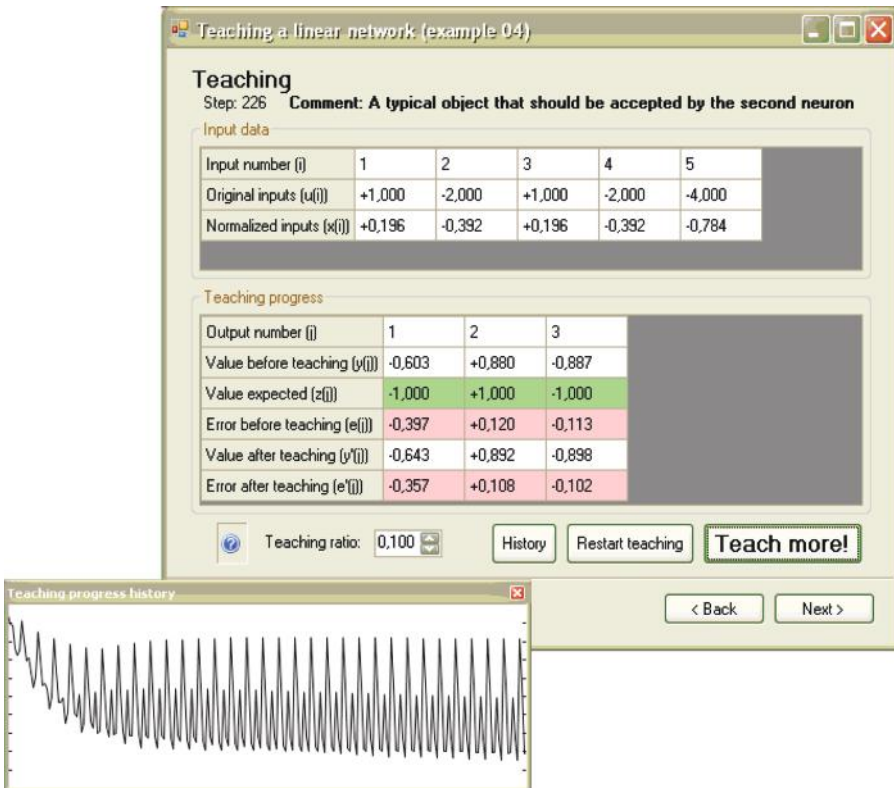 Teaching a linear network (example 04)
Teaching
Step: 226 Comment: A typical object that should be accepted by the second neuron
Input data
Input number (i) 1 2 3 4 5
Original inputs (u(i)) +1,000 -2,000 +1,000 -2,000 -4,000
Normalized inputs (x(i)) +0,196 -0,392 +0,196 -0,392 -0,784
Teaching progress
Output number (j) 1 2 3
Value before teaching (y(j)) -0,603 +0,880 -0,887
Value expected (z(j)) -1,000 +1,000 -1,000
Error before teaching (e(j)) -0,397 +0,120 -0,113
Value after teaching (y'(j)) -0,643 +0,892 -0,898
Error after teaching (e'(j)) -0,357 +0,108 -0,102
Teaching ratio: 0,100 History Restart teaching Teach more!
Teaching progress history
< Back Next >